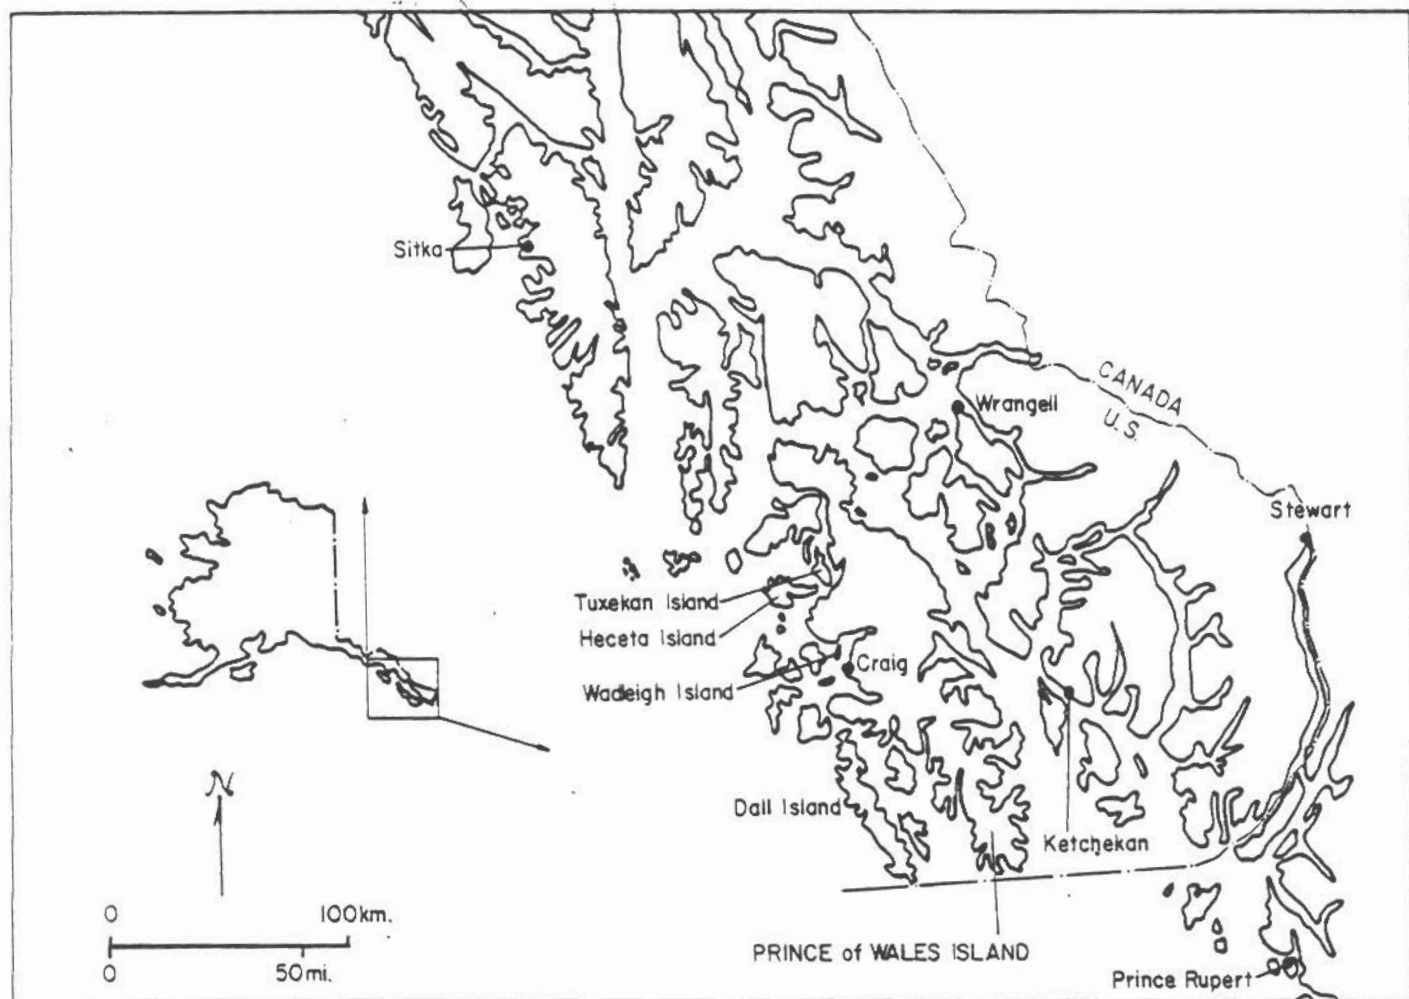 Sitka
CANADA
U.S.
Wrangell
Stewart
Tuxekan Island
Heceta Island
Wadleigh Island
Craig
Dall Island
Ketchekan
N
0 100km.
0 50mi.
PRINCE of WALES ISLAND
Prince Rupert